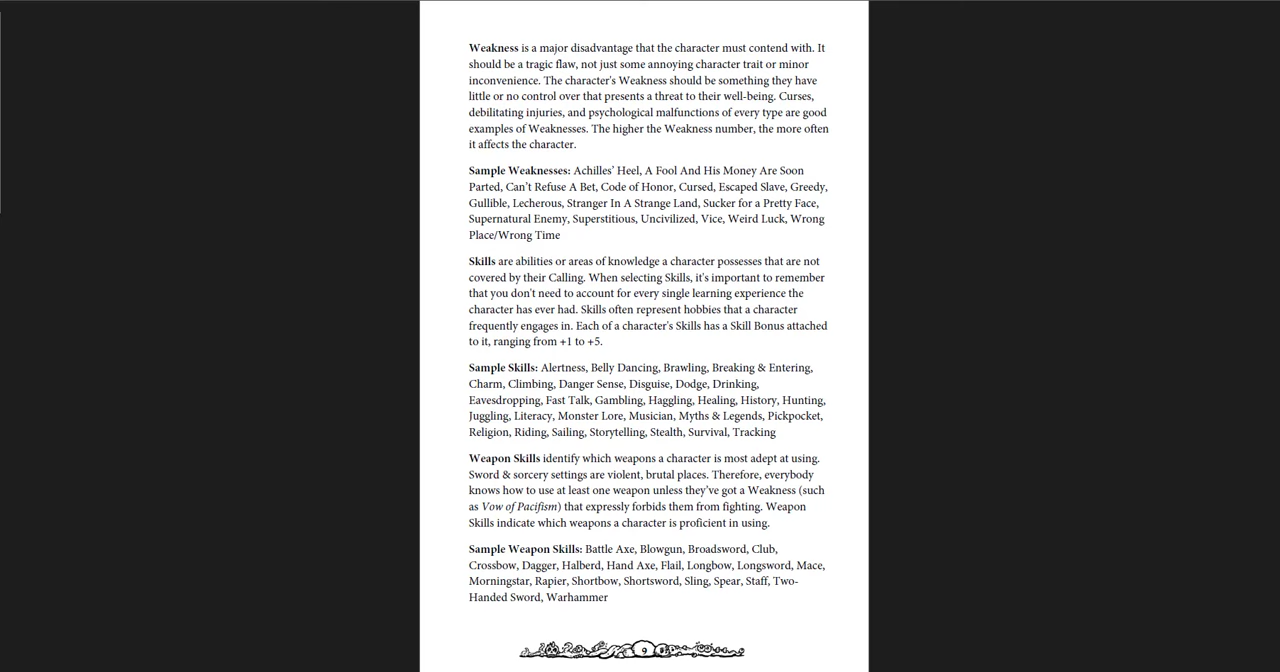 Weakness is a major disadvantage that the character must contend with. It
should be a tragic flaw, not just some annoying character trait or minor
inconvenience. The character's Weakness should be something they have
little or no control over that presents a threat to their well-being. Curses,
debilitating injuries, and psychological malfunctions of every type are good
examples of Weaknesses. The higher the Weakness number, the more often
it affects the character.
Sample Weaknesses: Achilles’ Heel, A Fool And His Money Are Soon
Parted, Can’t Refuse A Bet, Code of Honor, Cursed, Escaped Slave, Greedy,
Gullible, Lecherous, Stranger In A Strange Land, Sucker for a Pretty Face,
Supernatural Enemy, Superstitious, Uncivilized, Vice, Weird Luck, Wrong
Place/Wrong Time
Skills are abilities or areas of knowledge a character possesses that are not
covered by their Calling. When selecting Skills, it's important to remember
that you don't need to account for every single learning experience the
character has ever had. Skills often represent hobbies that a character
frequently engages in. Each of a character's Skills has a Skill Bonus attached
to it, ranging from +1 to +5.
Sample Skills: Alertness, Belly Dancing, Brawling, Breaking & Entering,
Charm, Climbing, Danger Sense, Disguise, Dodge, Drinking,
Eavesdropping, Fast Talk, Gambling, Haggling, Healing, History, Hunting,
Juggling, Literacy, Monster Lore, Musician, Myths & Legends, Pickpocket,
Religion, Riding, Sailing, Storytelling, Stealth, Survival, Tracking
Weapon Skills identify which weapons a character is most adept at using.
Sword & sorcery settings are violent, brutal places. Therefore, everybody
knows how to use at least one weapon unless they've got a Weakness (such
as Vow of Pacifism) that expressly forbids them from fighting. Weapon
Skills indicate which weapons a character is proficient in using.
Sample Weapon Skills: Battle Axe, Blowgun, Broadsword, Club,
Crossbow, Dagger, Halberd, Hand Axe, Flail, Longbow, Longsword, Mace,
Morningstar, Rapier, Shortbow, Shortsword, Sling, Spear, Staff, Two-
Handed Sword, Warhammer
9